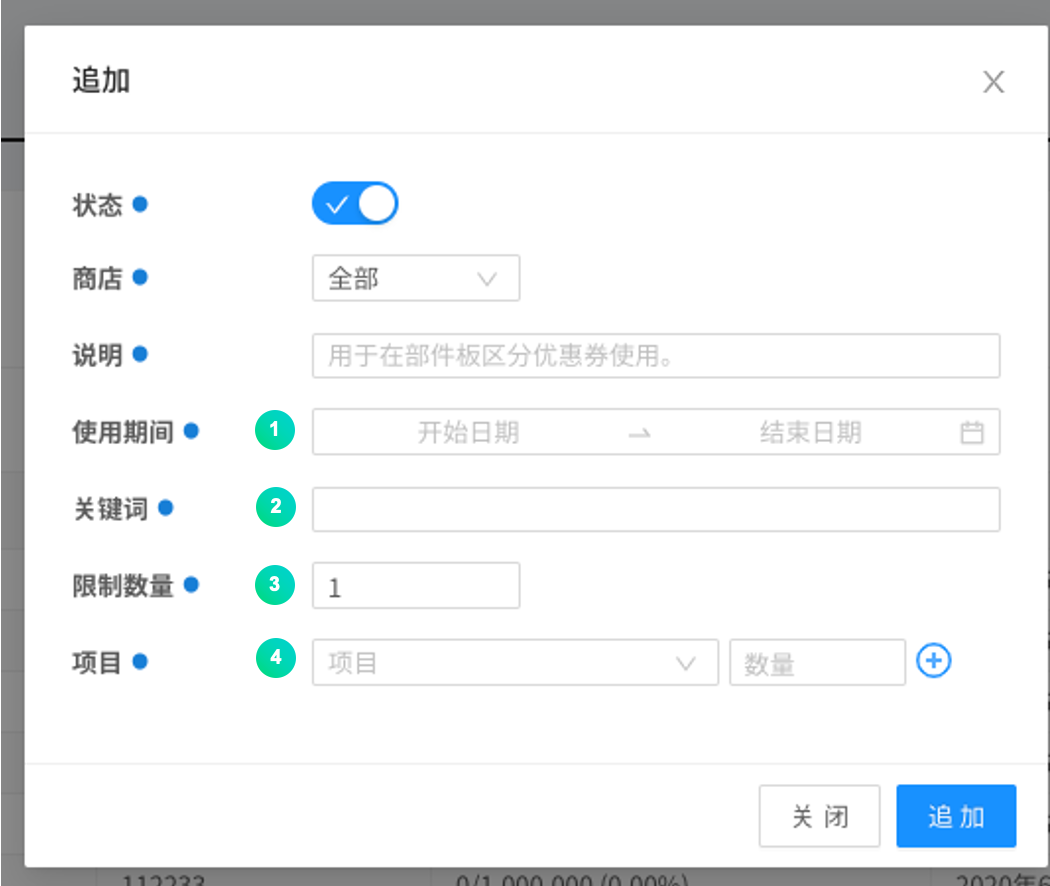 追加
状态
商店 全部
说明 用于在部件板区分优惠券使用。
使用期间 1 开始日期 结束日期
关键词 2
限制数量 3 1
项目 4 项目 数量
关闭 追加
112233 0/1,000,000 (0.00%) 2020年6